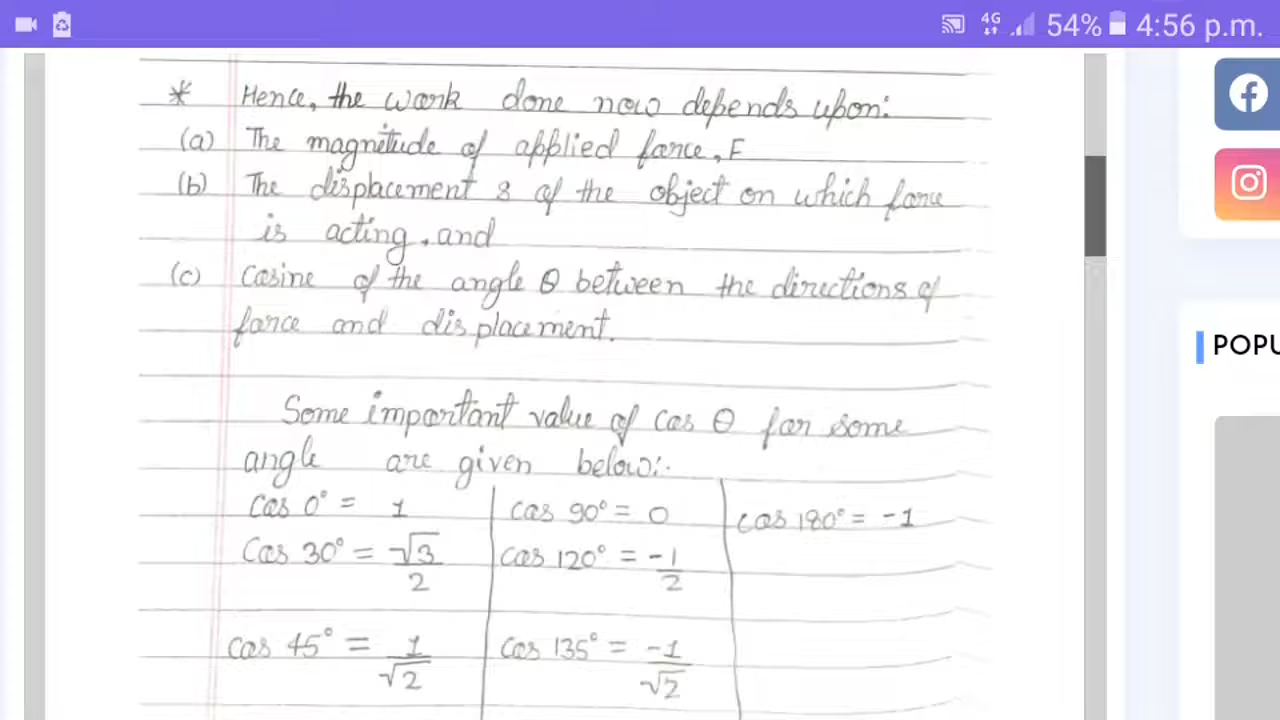 4G 54% 4:56 p.m.
* Hence, the work done now depends upon:
(a) The magnitude of applied force, F
(b) The displacement s of the object on which force
is acting, and
(c) Cosine of the angle θ between the directions of
force and displacement.
Some important value of cos θ for some
angle are given below:-
Cos 0° = 1
Cos 30° = √3/2
Cos 45° = 1/√2
Cos 90° = 0
Cos 120° = -1/2
Cos 135° = -1/√2
Cos 180° = -1
POPU